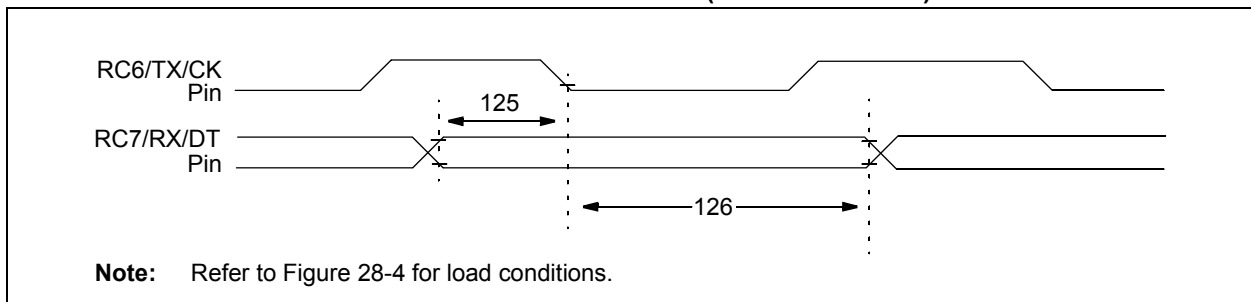 RC6/TX/CK
Pin
125
RC7/RX/DT
Pin
126
Note: Refer to Figure 28-4 for load conditions.